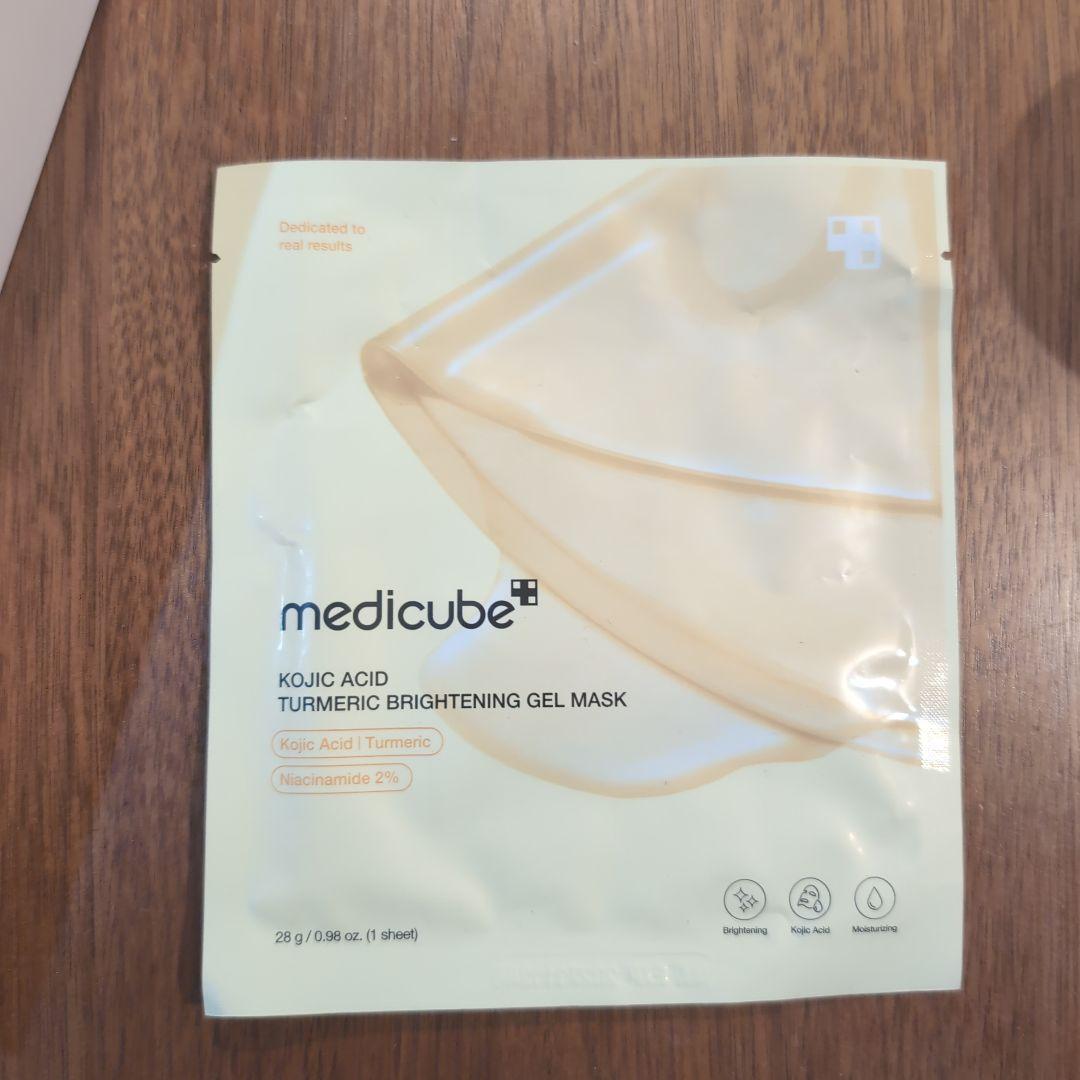 Dedicated to
real results
medicube
KOJIC ACID
TURMERIC BRIGHTENING GEL MASK
Kojic Acid | Turmeric
Niacinamide 2%
28 g / 0.98 oz. (1 sheet)
Brightening
Kojic Acid
Moisturizing